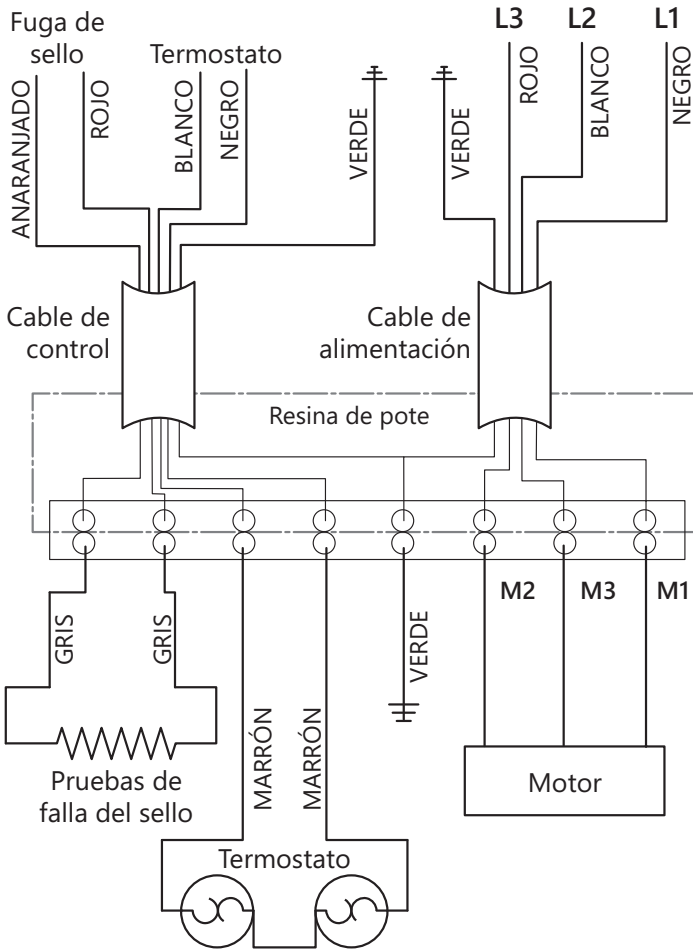 Fuga de
sello
Termostato
L3
L2
L1
ANARANJADO
ROJO
BLANCO
NEGRO
VERDE
VERDE
ROJO
BLANCO
NEGRO
Cable de
control
Cable de
alimentación
Resina de pote
M2
M3
M1
GRIS
GRIS
VERDE
MARRÓN
MARRÓN
Pruebas de
falla del sello
Motor
Termostato